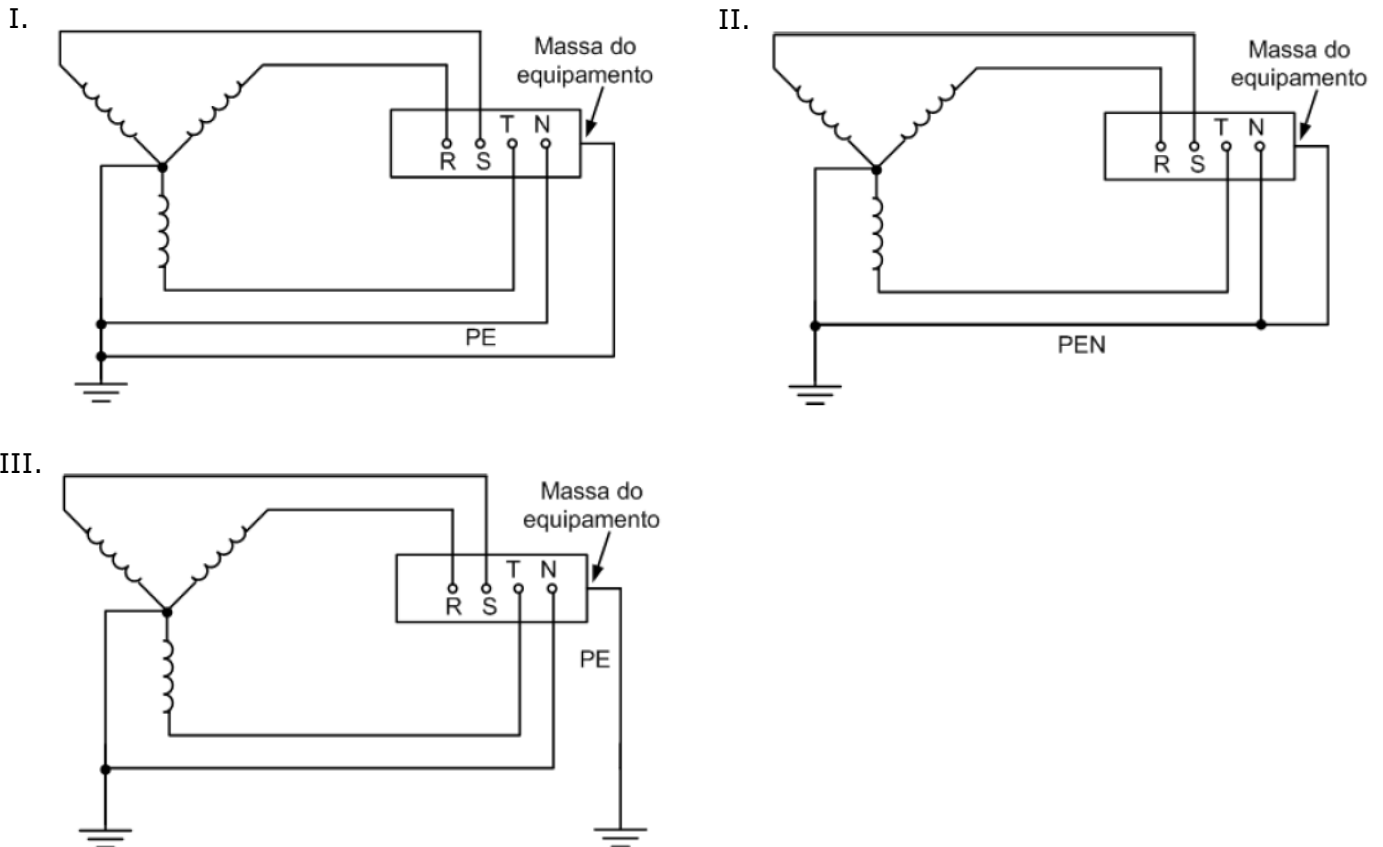 I.
Massa do
equipamento
T N
R S
PE
II.
Massa do
equipamento
T N
R S
PEN
III.
Massa do
equipamento
T N
R S
PE